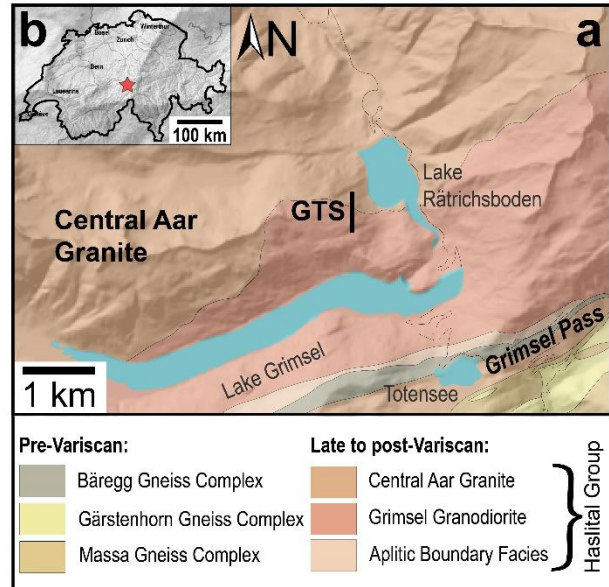 b
a
N
Basel
Winterthur
Zurich
Bern
Lausanne
100 km
Lake
Rätrichsboden
GTS
Central Aar
Granite
Lake Grimsel
Grimsel Pass
Totensee
1 km
Pre-Variscan:
Bäregg Gneiss Complex
Gärstenhorn Gneiss Complex
Massa Gneiss Complex
Late to post-Variscan:
Central Aar Granite
Grimsel Granodiorite
Aplitic Boundary Facies
Haslital Group